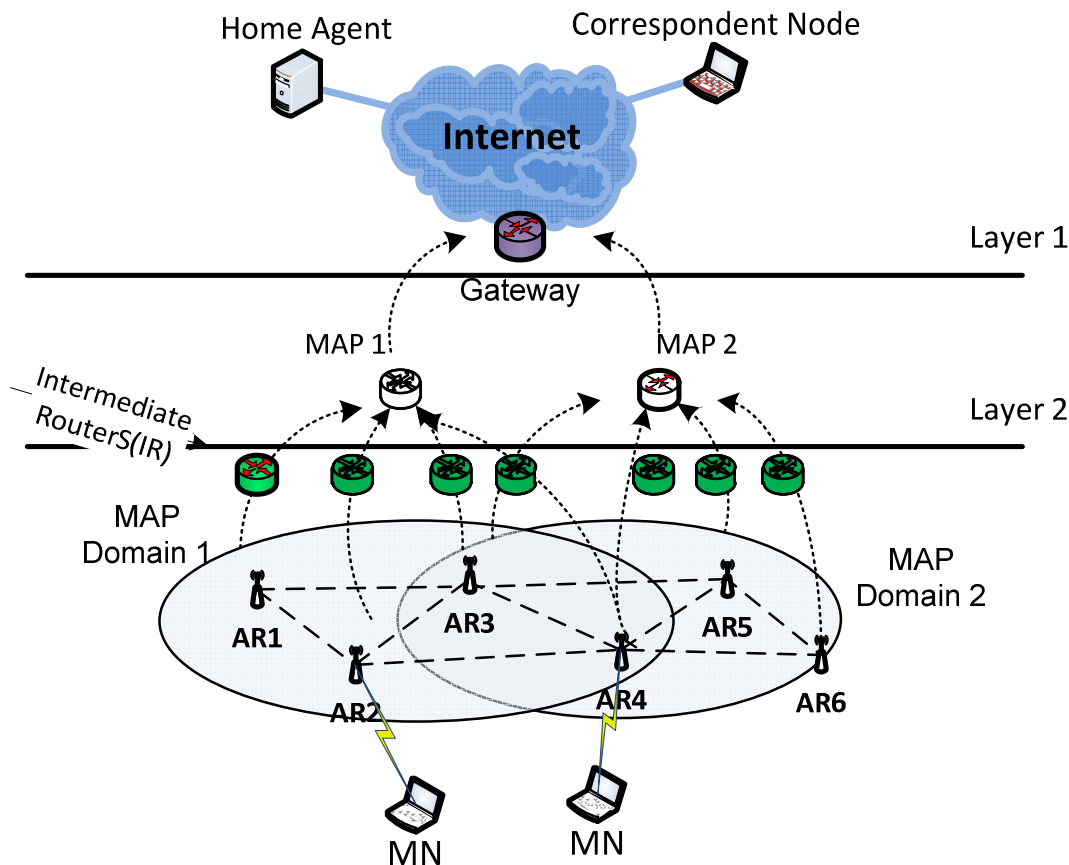 Home Agent
Correspondent Node
Internet
Layer 1
Gateway
MAP 1
MAP 2
Intermediate
RouterS(IR)
Layer 2
MAP
Domain 1
MAP
Domain 2
AR1
AR3
AR5
AR2
AR4
AR6
MN
MN